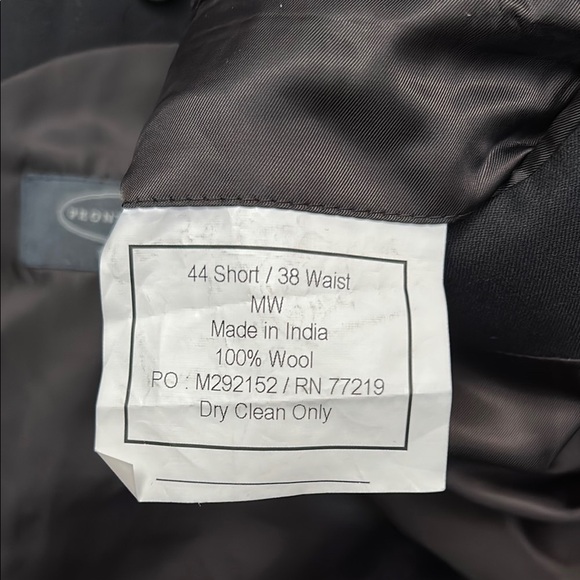 44 Short / 38 Waist
MW
Made in India
100% Wool
PO : M292152 / RN 77219
Dry Clean Only